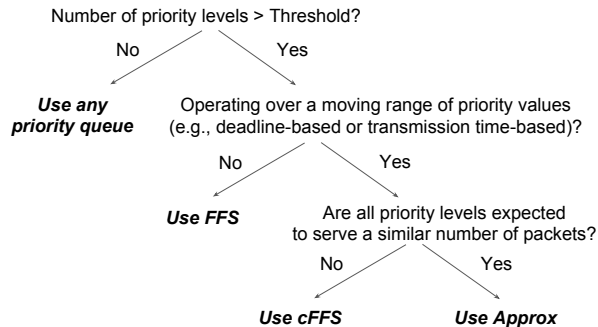 Number of priority levels > Threshold?
No
Yes
Use any
priority queue
Operating over a moving range of priority values
(e.g., deadline-based or transmission time-based)?
No
Yes
Use FFS
Are all priority levels expected
to serve a similar number of packets?
No
Yes
Use cFFS
Use Approx